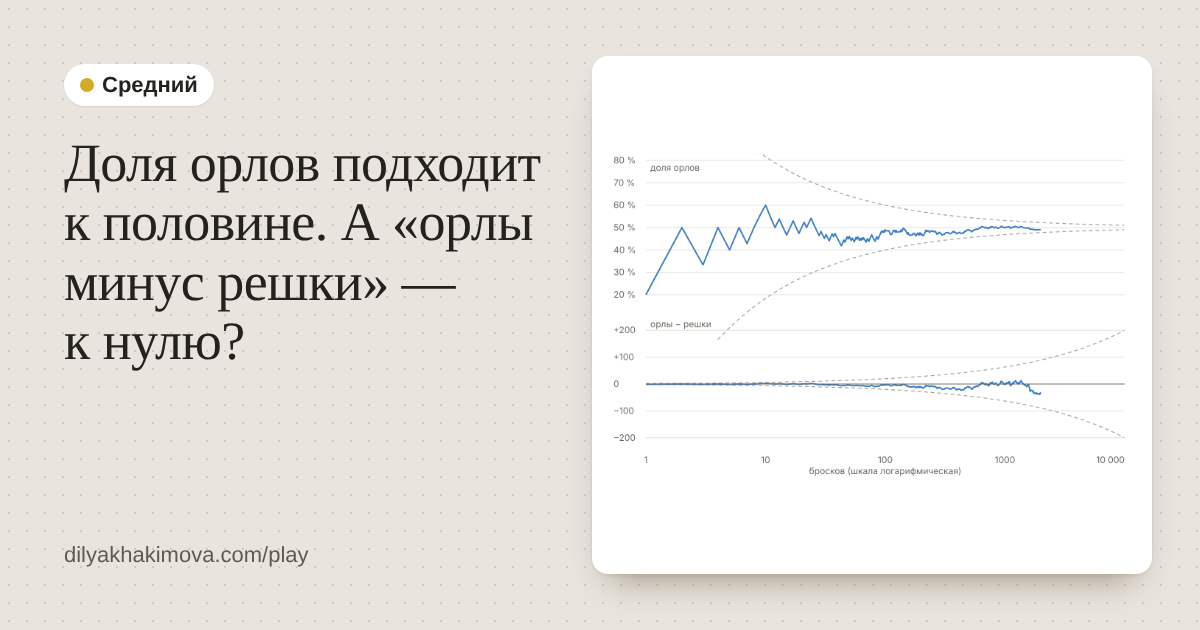 Средний
Доля орлов подходит
к половине. А «орлы
минус решки» —
к нулю?
dilyakhakimova.com/play
80 %
доля орлов
70 %
60 %
50 %
40 %
30 %
20 %
+200
орлы − решки
+100
0
−100
−200
1
10
100
1000
10 000
бросков (шкала логарифмическая)